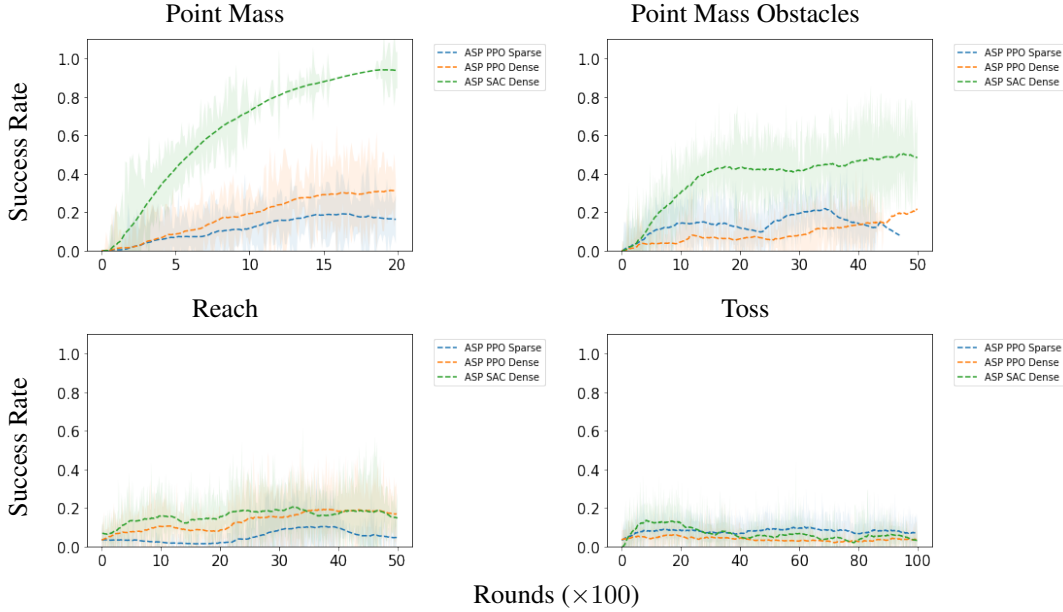 Point Mass
Point Mass Obstacles
Success Rate
1.0
0.8
0.6
0.4
0.2
0.0
0 5 10 15 20
ASP PPO Sparse
ASP PPO Dense
ASP SAC Dense
1.0
0.8
0.6
0.4
0.2
0.0
0 10 20 30 40 50
ASP PPO Sparse
ASP PPO Dense
ASP SAC Dense
Reach
Toss
Success Rate
1.0
0.8
0.6
0.4
0.2
0.0
0 10 20 30 40 50
ASP PPO Sparse
ASP PPO Dense
ASP SAC Dense
1.0
0.8
0.6
0.4
0.2
0.0
0 20 40 60 80 100
ASP PPO Sparse
ASP PPO Dense
ASP SAC Dense
Rounds (×100)